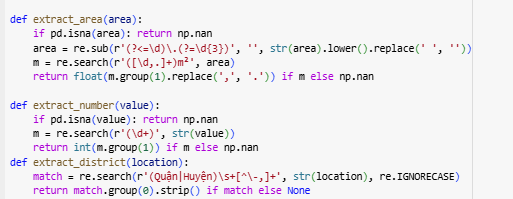 def extract_area(area):
    if pd.isna(area): return np.nan
    area = re.sub(r'(?<=\d)\.(?=\d{3})', '', str(area).lower().replace(' ', ''))
    m = re.search(r'([\d,.]+)m²', area)
    return float(m.group(1).replace(',', '.')) if m else np.nan

def extract_number(value):
    if pd.isna(value): return np.nan
    m = re.search(r'(\d+)', str(value))
    return int(m.group(1)) if m else np.nan
def extract_district(location):
    match = re.search(r'(Quận|Huyện)\s+[^\-,]+', str(location), re.IGNORECASE)
    return match.group(0).strip() if match else None